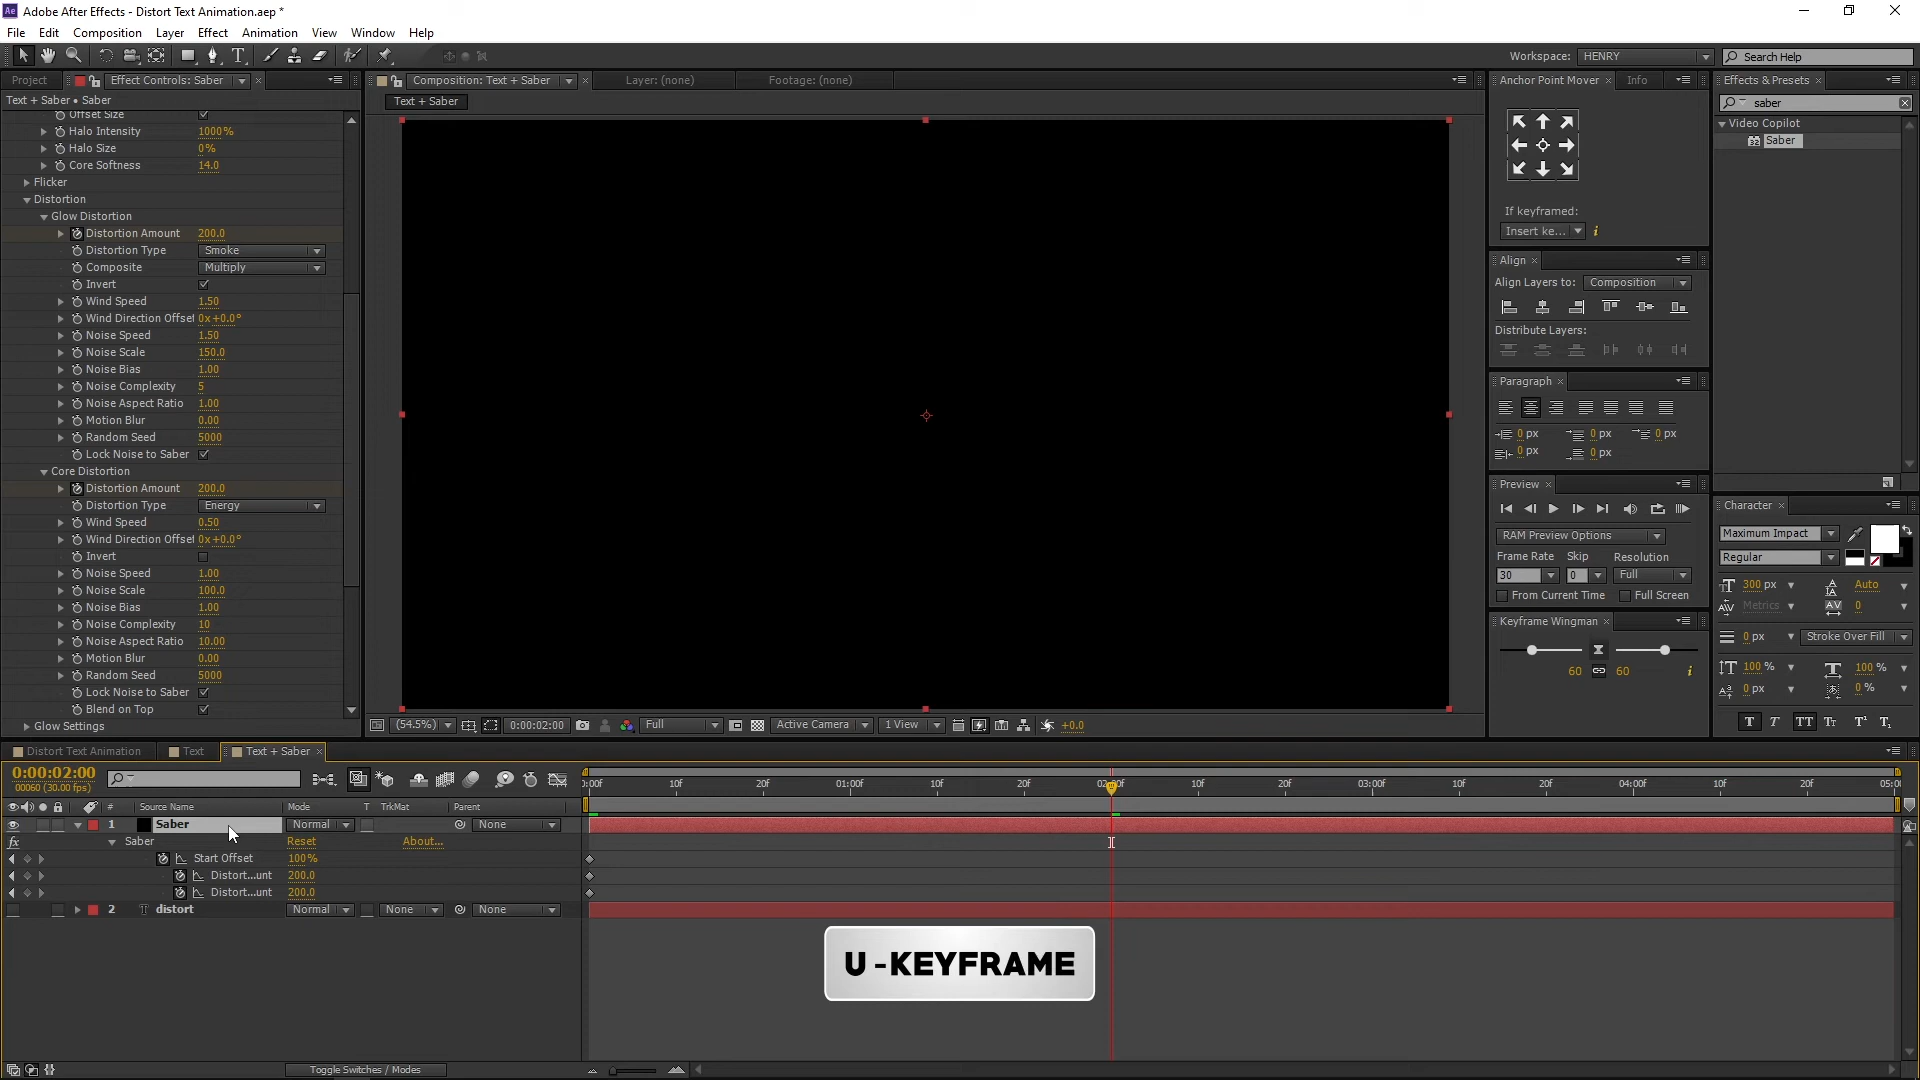 Ae Adobe After Effects - Distort Text Animation.aep *
File Edit Composition Layer Effect Animation View Window Help
Workspace: HENRY Search Help
Project Effect Controls: Saber × Composition: Text + Saber × Layer: (none) Footage: (none) Anchor Point Mover × Info Effects & Presets ×
Text + Saber • Saber
Text + Saber
saber
Video Copilot
32 Saber
Offset Size
Halo Intensity 1000%
Halo Size 0%
Core Softness 14.0
Flicker
Distortion
Glow Distortion
Distortion Amount 200.0
Distortion Type Smoke
Composite Multiply
Invert
Wind Speed 1.50
Wind Direction Offset 0x+0.0°
Noise Speed 1.50
Noise Scale 150.0
Noise Bias 1.00
Noise Complexity 5
Noise Aspect Ratio 1.00
Motion Blur 0.00
Random Seed 5000
Lock Noise to Saber
Core Distortion
Distortion Amount 200.0
Distortion Type Energy
Wind Speed 0.50
Wind Direction Offset 0x+0.0°
Invert
Noise Speed 1.00
Noise Scale 100.0
Noise Bias 1.00
Noise Complexity 10
Noise Aspect Ratio 10.00
Motion Blur 0.00
Random Seed 5000
Lock Noise to Saber
Blend on Top
Glow Settings
If keyframed:
Insert ke... i
Align ×
Align Layers to: Composition
Distribute Layers:
Paragraph ×
0 px 0 px 0 px
0 px 0 px
Preview ×
RAM Preview Options
Frame Rate Skip Resolution
30 0 Full
From Current Time Full Screen
Keyframe Wingman ×
60 60 i
Character ×
Maximum Impact
Regular
300 px Auto
Metrics 0
0 px Stroke Over Fill
100 % 100 %
0 px 0 %
T T TT Tr T¹ T₁
(54.5%) 0:00:02:00 Full Active Camera 1 View +0.0
Distort Text Animation Text Text + Saber ×
0:00:02:00
00060 (30.00 fps)
:00f 10f 20f 01:00f 10f 20f 02:00f 10f 20f 03:00f 10f 20f 04:00f 10f 20f 05:00
# Source Name Mode T TrkMat Parent
1 Saber Normal None
fx Saber Reset About...
Start Offset 100%
Distort...unt 200.0
Distort...unt 200.0
2 T distort Normal None None
U -KEYFRAME
Toggle Switches / Modes